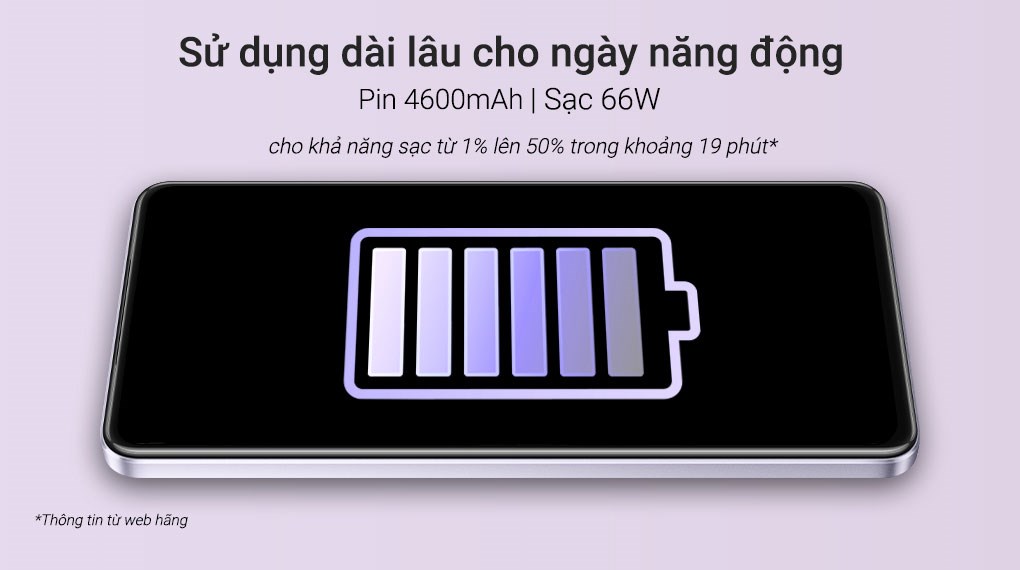 Sử dụng dài lâu cho ngày năng động
Pin 4600mAh | Sạc 66W
cho khả năng sạc từ 1% lên 50% trong khoảng 19 phút*
*Thông tin từ web hãng